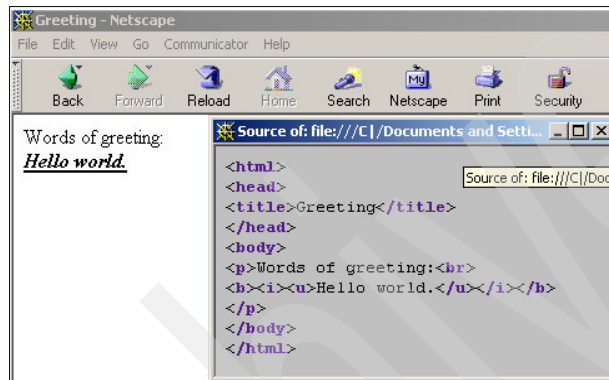 Greeting - Netscape
File Edit View Go Communicator Help
Back Forward Reload Home Search My Netscape Print Security
Words of greeting:
Hello world.
Source of: file:///C|/Documents and Setti...
<html>
<head>
Source of: file:///C|/Doc
<title>Greeting</title>
</head>
<body>
<p>Words of greeting:<br>
<b><i><u>Hello world.</u></i></b>
</p>
</body>
</html>